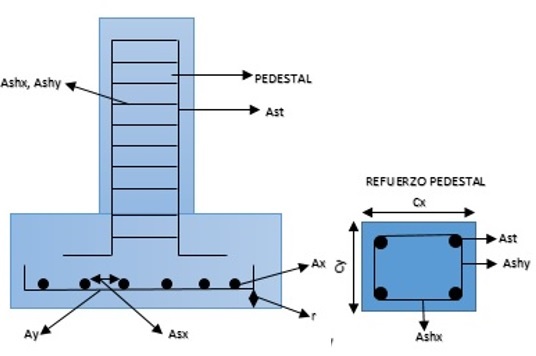 Ashx, Ashy
PEDESTAL
Ast
Ax
r
Ay
Asx
REFUERZO PEDESTAL
Cx
Cy
Ast
Ashy
Ashx